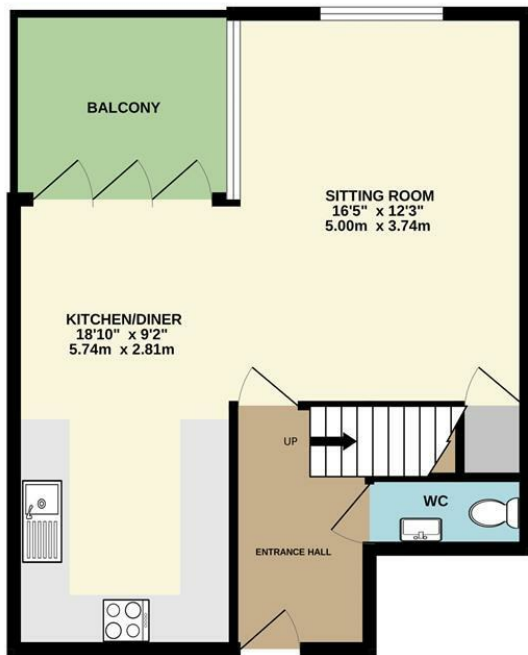 BALCONY
SITTING ROOM
16'5" x 12'3"
5.00m x 3.74m
KITCHEN/DINER
18'10" x 9'2"
5.74m x 2.81m
UP
WC
ENTRANCE HALL